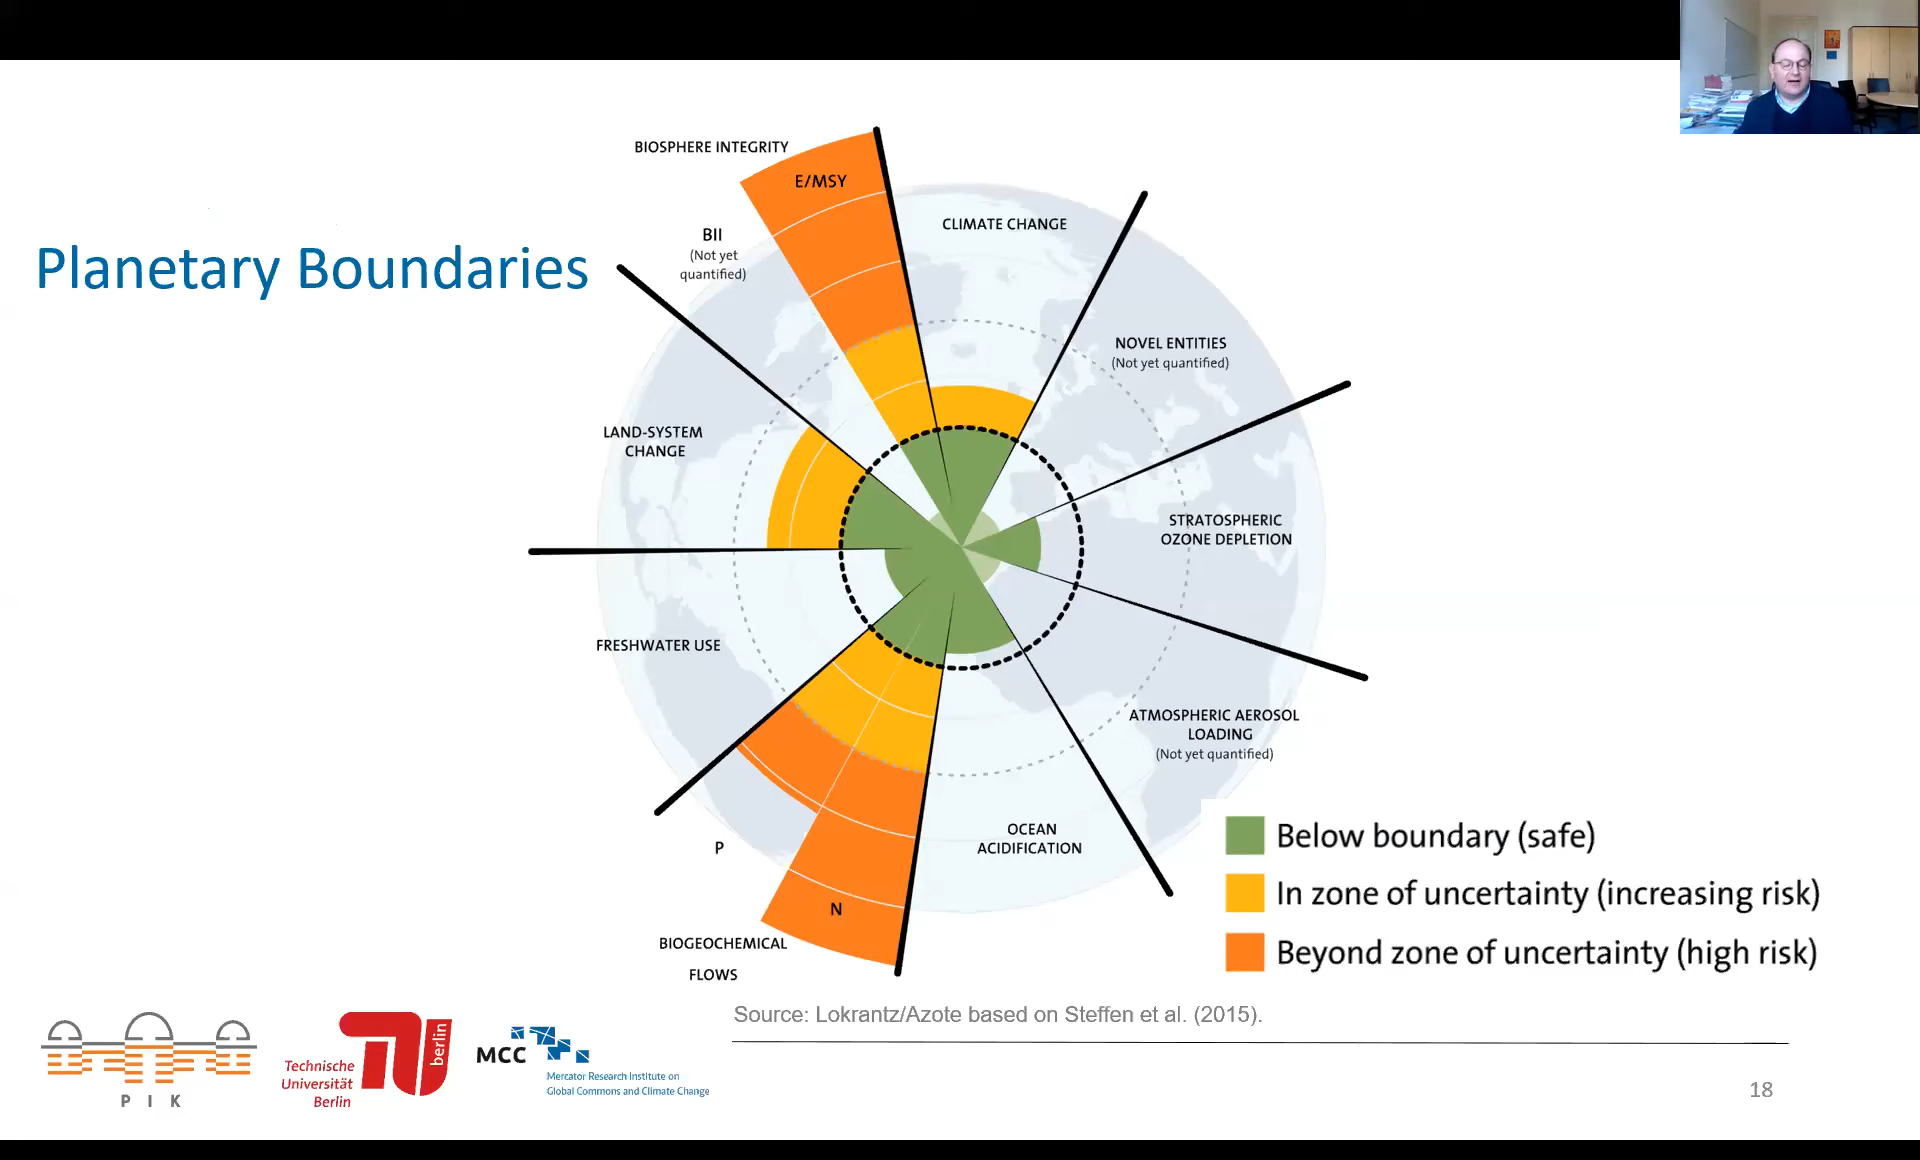 Planetary Boundaries
BIOSPHERE INTEGRITY
E/MSY
BII
(Not yet
quantified)
CLIMATE CHANGE
NOVEL ENTITIES
(Not yet quantified)
LAND-SYSTEM
CHANGE
STRATOSPHERIC
OZONE DEPLETION
FRESHWATER USE
ATMOSPHERIC AEROSOL
LOADING
(Not yet quantified)
P
N
BIOGEOCHEMICAL
FLOWS
OCEAN
ACIDIFICATION
Below boundary (safe)
In zone of uncertainty (increasing risk)
Beyond zone of uncertainty (high risk)
Source: Lokrantz/Azote based on Steffen et al. (2015).
P I K
Technische
Universität
Berlin
berlin
MCC
Mercator Research Institute on
Global Commons and Climate Change
18